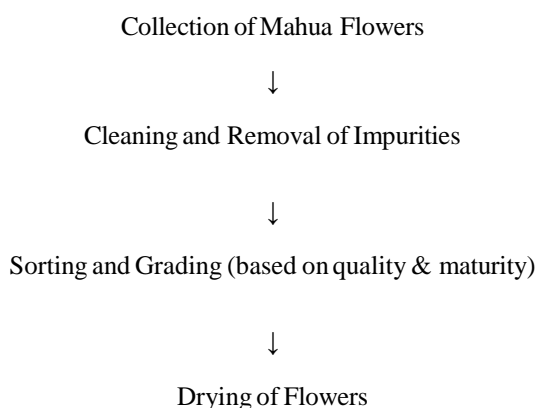 Collection of Mahua Flowers
↓
Cleaning and Removal of Impurities
↓
Sorting and Grading (based on quality & maturity)
↓
Drying of Flowers